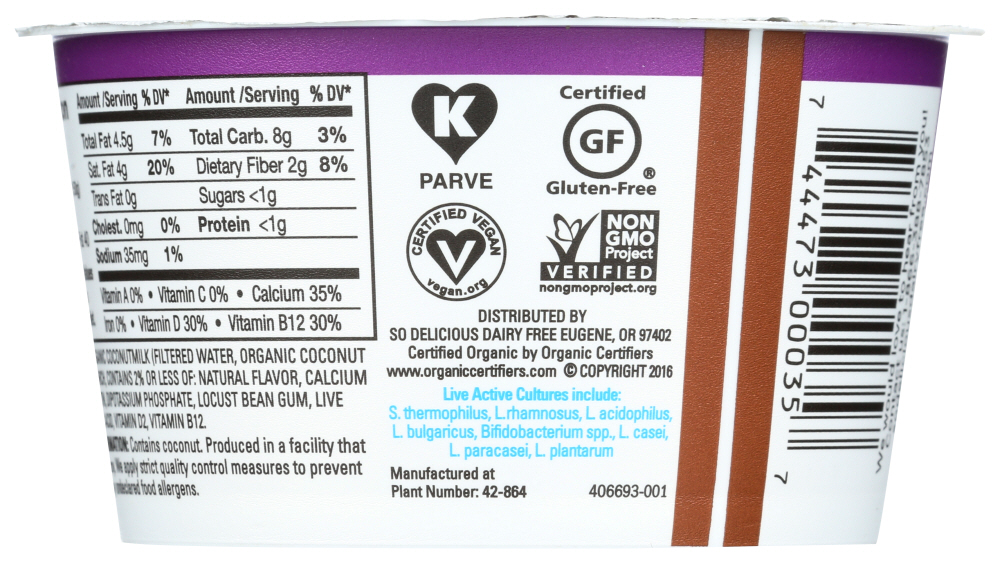 Amount /Serving % DV* Amount /Serving % DV*
Total Fat 4.5g 7% Total Carb. 8g 3%
Sat. Fat 4g 20% Dietary Fiber 2g 8%
Trans Fat 0g Sugars <1g
Cholest. 0mg 0% Protein <1g
Sodium 35mg 1%
Vitamin A 0% • Vitamin C 0% • Calcium 35%
Iron 0% • Vitamin D 30% • Vitamin B12 30%
COCONUTMILK (FILTERED WATER, ORGANIC COCONUT
CONTAINS 2% OR LESS OF: NATURAL FLAVOR, CALCIUM
DIPOTASSIUM PHOSPHATE, LOCUST BEAN GUM, LIVE
VITAMIN D2, VITAMIN B12.
Contains coconut. Produced in a facility that
We apply strict quality control measures to prevent
food allergens.
K
PARVE
Certified
GF
®
Gluten-Free
CERTIFIED VEGAN
V
vegan.org
NON
GMO
Project
VERIFIED
nongmoproject.org
DISTRIBUTED BY
SO DELICIOUS DAIRY FREE EUGENE, OR 97402
Certified Organic by Organic Certifiers
www.organiccertifiers.com © COPYRIGHT 2016
Live Active Cultures include:
S. thermophilus, L.rhamnosus, L. acidophilus,
L. bulgaricus, Bifidobacterium spp., L. casei,
L. paracasei, L. plantarum
Manufactured at
Plant Number: 42-864 406693-001
7 44473 00035 7